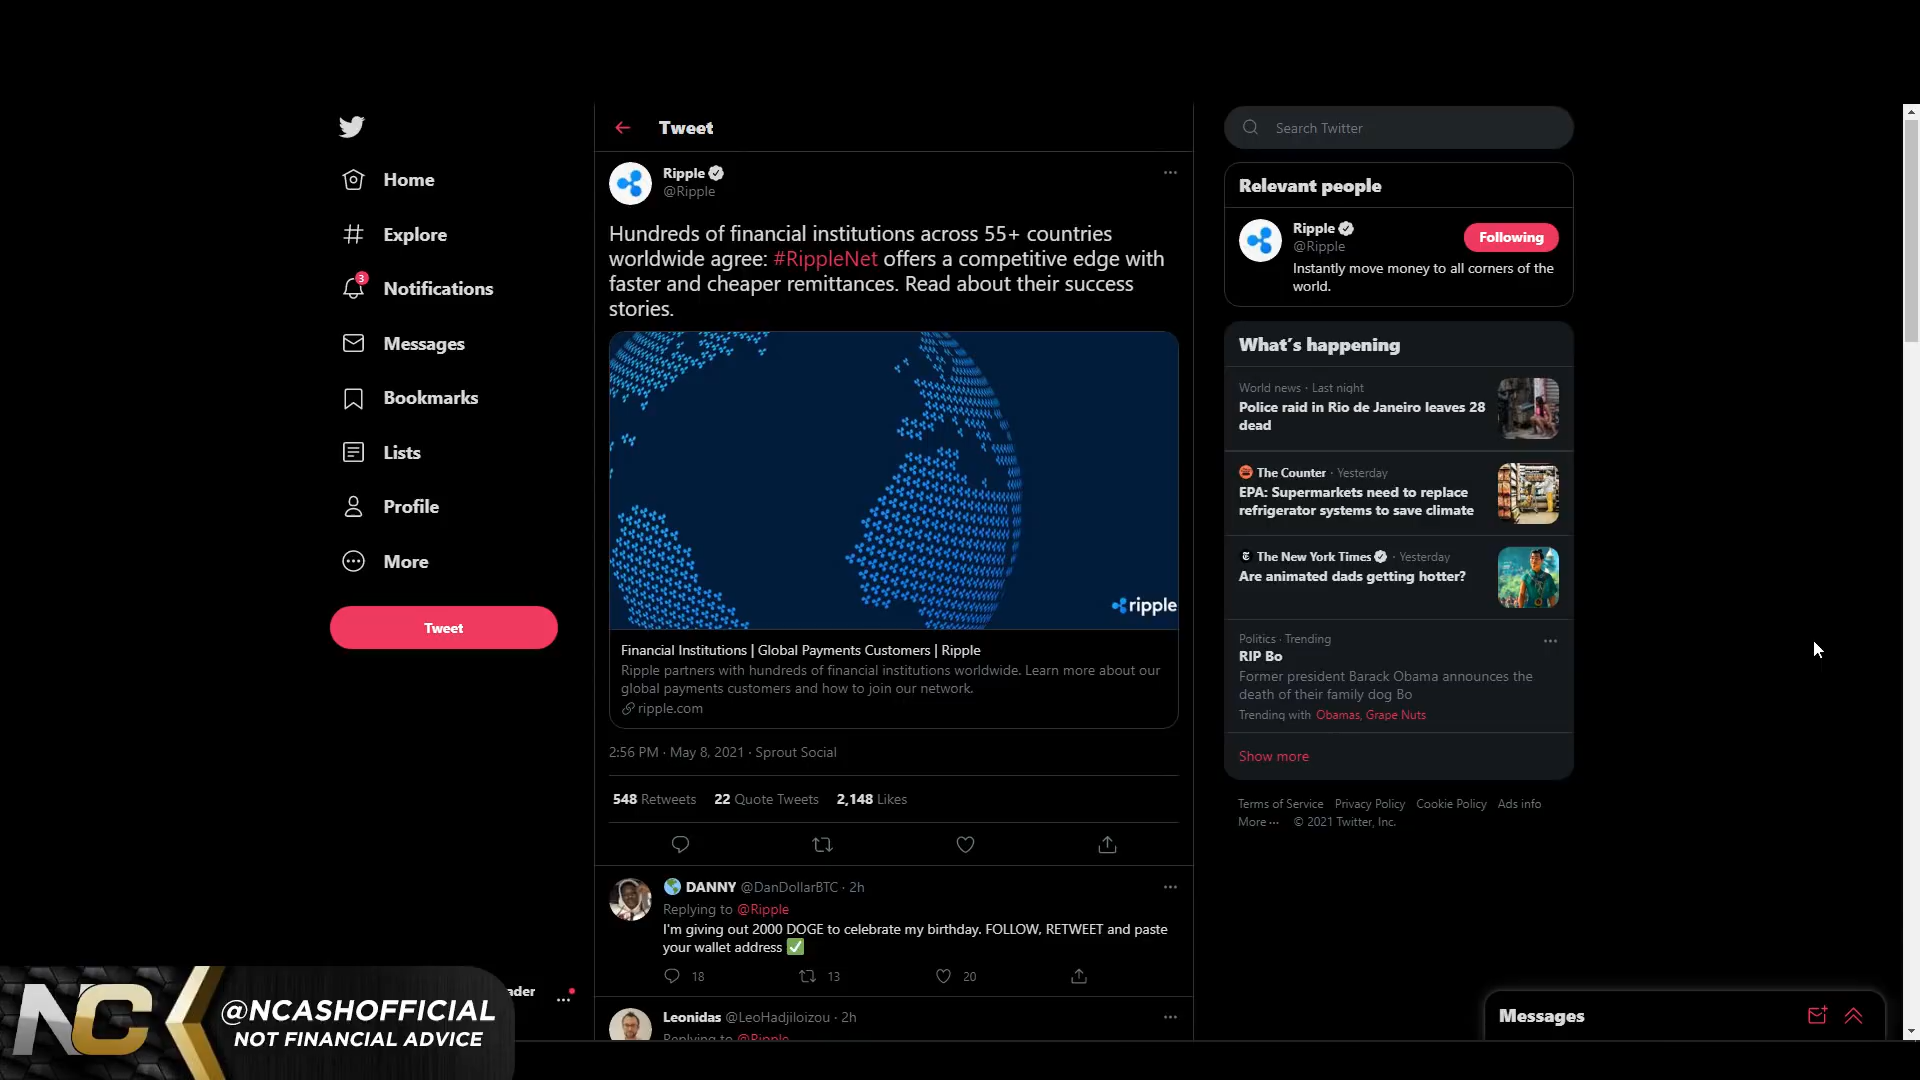 Home
Explore
3
Notifications
Messages
Bookmarks
Lists
Profile
More
Tweet
Tweet
Ripple
@Ripple
Hundreds of financial institutions across 55+ countries
worldwide agree: #RippleNet offers a competitive edge with
faster and cheaper remittances. Read about their success
stories.
ripple
Financial Institutions | Global Payments Customers | Ripple
Ripple partners with hundreds of financial institutions worldwide. Learn more about our
global payments customers and how to join our network.
ripple.com
2:56 PM · May 8, 2021 · Sprout Social
548 Retweets 22 Quote Tweets 2,148 Likes
DANNY @DanDollarBTC · 2h
Replying to @Ripple
I'm giving out 2000 DOGE to celebrate my birthday. FOLLOW, RETWEET and paste
your wallet address
18 13 20
Leonidas @LeoHadjiloizou · 2h
Replying to @Ripple
Search Twitter
Relevant people
Ripple
@Ripple
Following
Instantly move money to all corners of the
world.
What's happening
World news · Last night
Police raid in Rio de Janeiro leaves 28
dead
The Counter · Yesterday
EPA: Supermarkets need to replace
refrigerator systems to save climate
The New York Times · Yesterday
Are animated dads getting hotter?
Politics · Trending
RIP Bo
Former president Barack Obama announces the
death of their family dog Bo
Trending with Obamas, Grape Nuts
Show more
Terms of Service Privacy Policy Cookie Policy Ads info
More ··· © 2021 Twitter, Inc.
Messages
ader
NC
@NCASHOFFICIAL
NOT FINANCIAL ADVICE